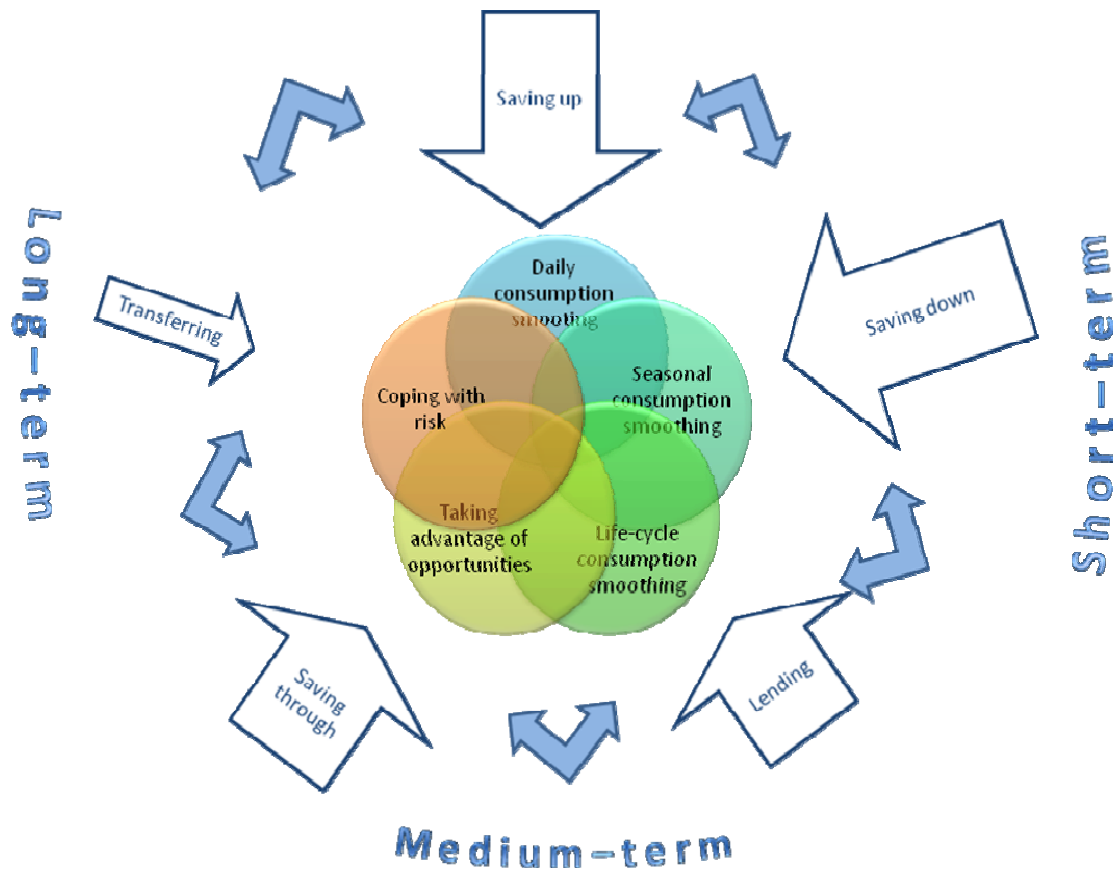 Saving up
Long-term
Transferring
Daily
consumption
smooting
Saving down
Short-term
Coping with
risk
Seasonal
consumption
smoothing
Taking
advantage of
opportunities
Life-cycle
consumption
smoothing
Saving
through
Lending
Medium-term